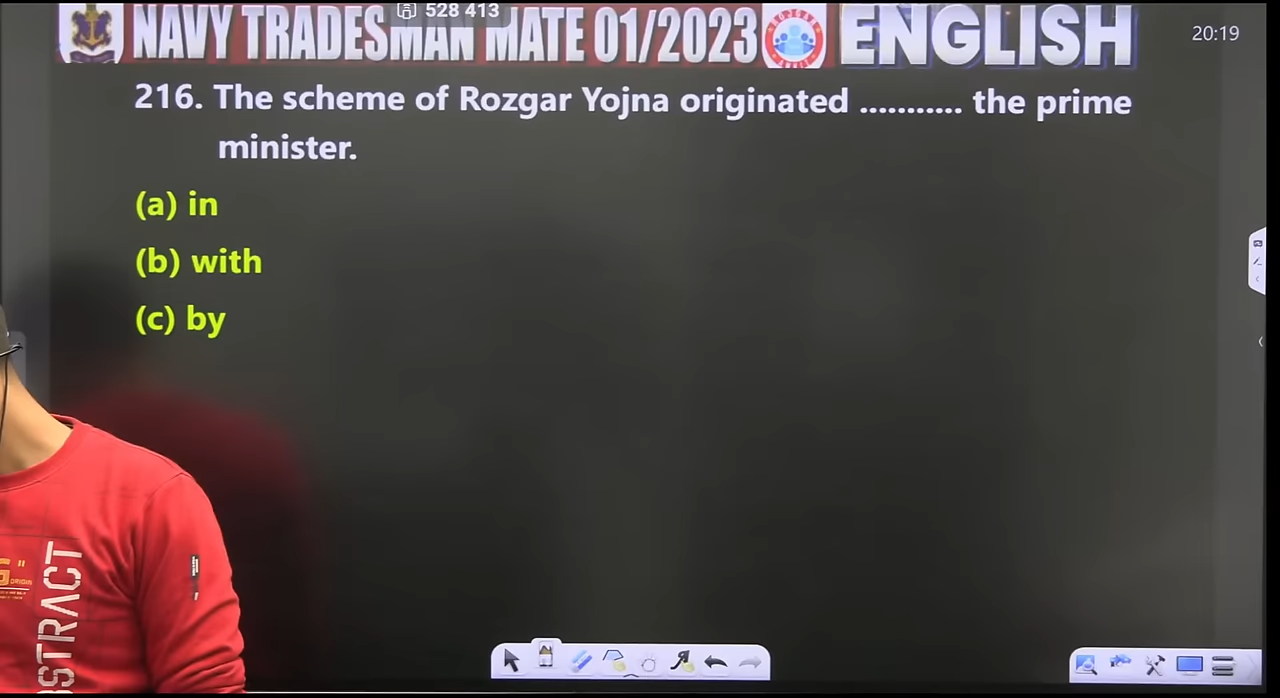 528 413
NAVY TRADESMAN MATE 01/2023 ENGLISH
20:19
216. The scheme of Rozgar Yojna originated ........... the prime
minister.
(a) in
(b) with
(c) by
ORIGIN
STRACT